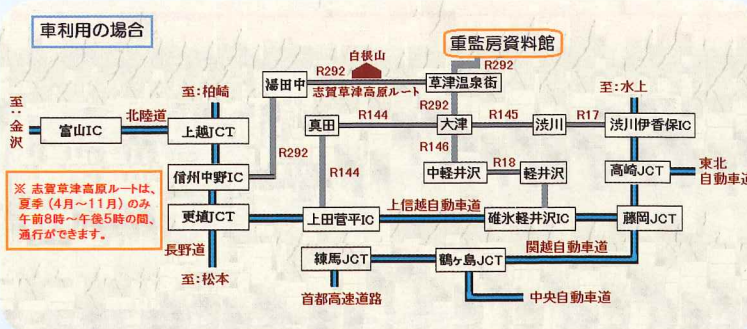 車利用の場合
重監房資料館
白根山
R292
湯田中
R292
草津温泉街
志賀草津高原ルート
至:柏崎
至:水上
至:金沢
北陸道
富山IC
上越JCT
R292
真田
R144
大津
R145
渋川
R17
渋川伊香保IC
R292
R146
信州中野IC
R144
中軽井沢
R18
軽井沢
高崎JCT
東北
自動車道
※ 志賀草津高原ルートは、
夏季(4月~11月)のみ
午前8時~午後5時の間、
通行ができます。
更埴JCT
上田菅平IC
上信越自動車道
碓氷軽井沢IC
藤岡JCT
長野道
至:松本
練馬JCT
鶴ヶ島JCT
関越自動車道
首都高速道路
中央自動車道